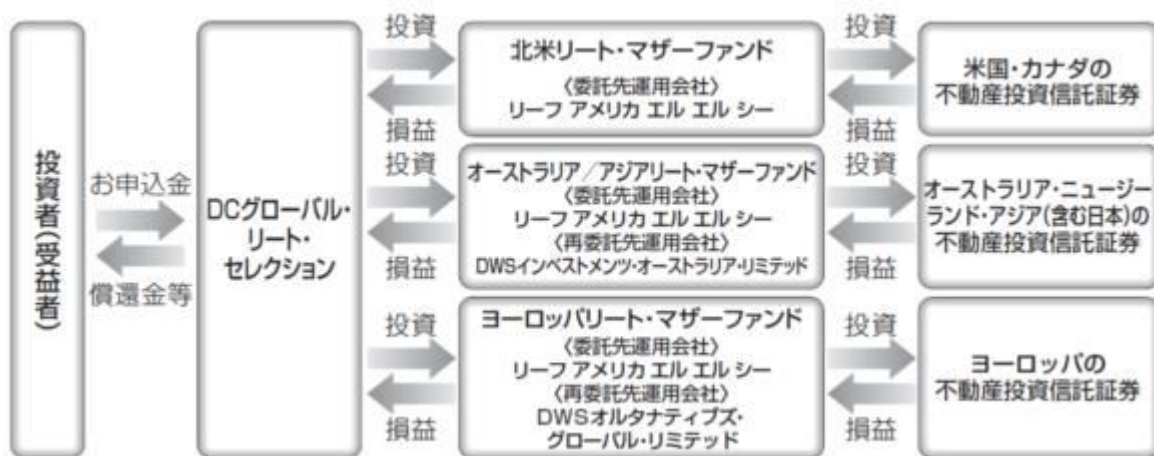 投資者(受益者)
お申込金
償還金等
DCグローバル・
リート・
セレクション
投資
損益
北米リート・マザーファンド
〈委託先運用会社〉
リーフ アメリカ エル エル シー
投資
損益
米国・カナダの
不動産投資信託証券
投資
損益
オーストラリア／アジアリート・マザーファンド
〈委託先運用会社〉
リーフ アメリカ エル エル シー
〈再委託先運用会社〉
DWSインベストメンツ・オーストラリア・リミテッド
投資
損益
オーストラリア・ニュージー
ランド・アジア(含む日本)の
不動産投資信託証券
投資
損益
ヨーロッパリート・マザーファンド
〈委託先運用会社〉
リーフ アメリカ エル エル シー
〈再委託先運用会社〉
DWSオルタナティブズ・
グローバル・リミテッド
投資
損益
ヨーロッパの
不動産投資信託証券